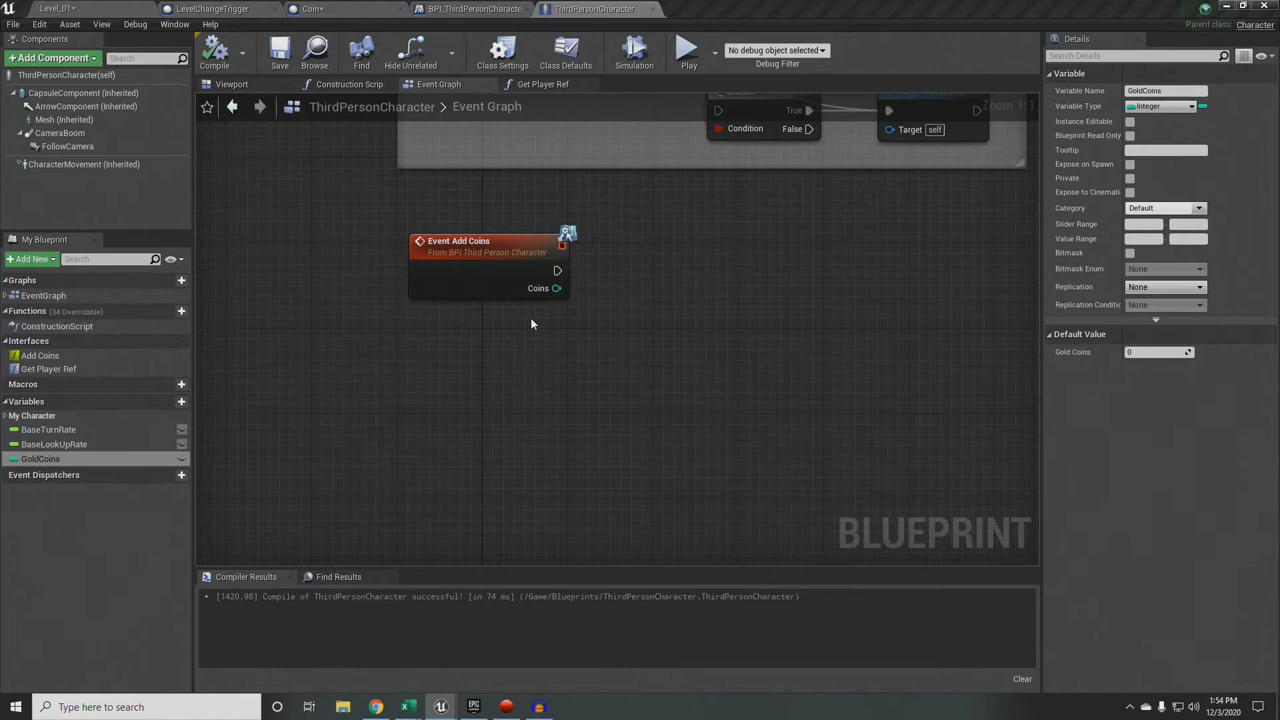 Level_01*
LevelChangeTrigger
Coin*
BPI_ThirdPersonCharacte
ThirdPersonCharacter
File
Edit
Asset
View
Debug
Window
Help
Parent class: Character
Components
+Add Component
Search
ThirdPersonCharacter(self)
CapsuleComponent (Inherited)
ArrowComponent (Inherited)
Mesh (Inherited)
CameraBoom
FollowCamera
CharacterMovement (Inherited)
Compile
Save
Browse
Find
Hide Unrelated
Class Settings
Class Defaults
Simulation
Play
No debug object selected
Debug Filter
Viewport
Construction Scrip
Event Graph
Get Player Ref
ThirdPersonCharacter
Event Graph
Zoom 1:1
True
Condition
False
Target
self
Event Add Coins
From BPI Third Person Character
Coins
BLUEPRINT
My Blueprint
+Add New
Search
Graphs
EventGraph
Functions (34 Overridable)
ConstructionScript
Interfaces
Add Coins
Get Player Ref
Macros
Variables
My Character
BaseTurnRate
BaseLookUpRate
GoldCoins
Event Dispatchers
Compiler Results
Find Results
[1420.98] Compile of ThirdPersonCharacter successful! [in 74 ms] (/Game/Blueprints/ThirdPersonCharacter.ThirdPersonCharacter)
Clear
Details
Search Details
Variable
Variable Name
GoldCoins
Variable Type
Integer
Instance Editable
Blueprint Read Only
Tooltip
Expose on Spawn
Private
Expose to Cinemati
Category
Default
Slider Range
Value Range
Bitmask
Bitmask Enum
None
Replication
None
Replication Conditic
None
Default Value
Gold Coins
0
Type here to search
1:54 PM
12/3/2020